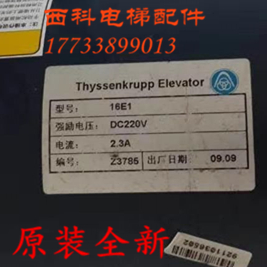 西科电梯配件
17733899013
Thyssenkrupp Elevator
型号: 16E1
强励电压: DC220V
电流: 2.3A
编号: Z3785 出厂日期 09.09
原装全新